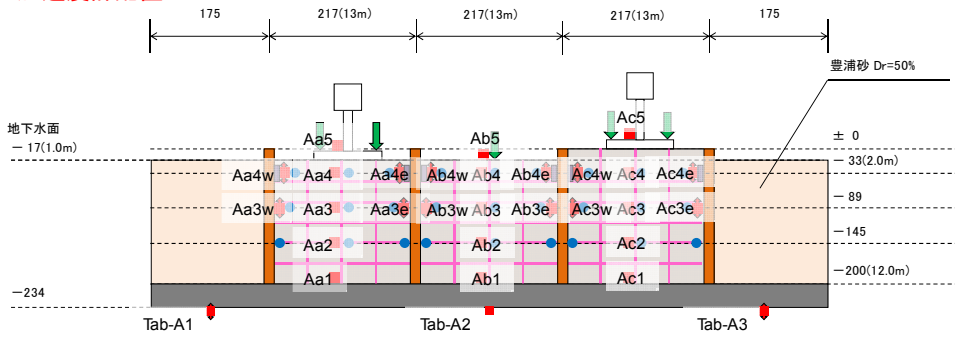 175
217(13m)
217(13m)
217(13m)
175
豊浦砂 Dr=50%
地下水面
－17(1.0m)
Aa5
Ab5
Ac5
± 0
－33(2.0m)
Aa4w
Aa4
Aa4e
Ab4w
Ab4
Ab4e
Ac4w
Ac4
Ac4e
－89
Aa3w
Aa3
Aa3e
Ab3w
Ab3
Ab3e
Ac3w
Ac3
Ac3e
－145
Aa2
Ab2
Ac2
－200(12.0m)
Aa1
Ab1
Ac1
－234
Tab-A1
Tab-A2
Tab-A3